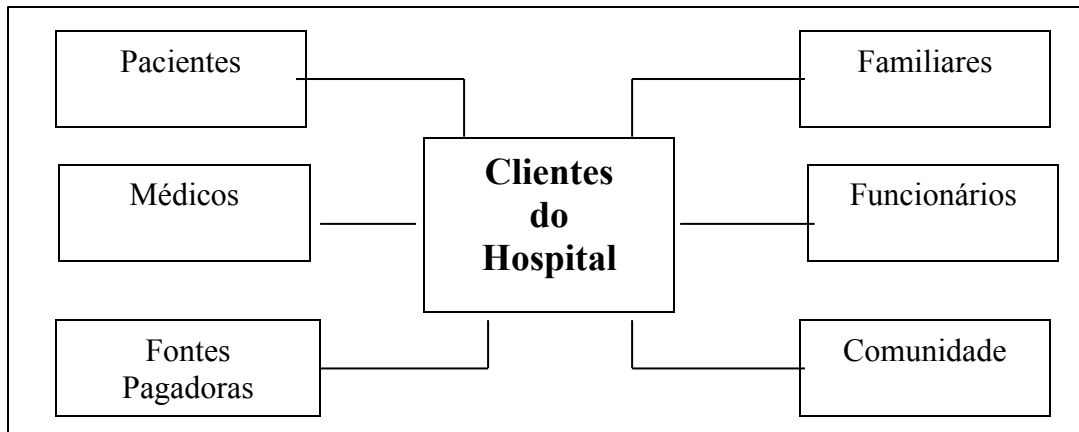 Pacientes
Familiares
Médicos
Clientes
do
Hospital
Funcionários
Fontes
Pagadoras
Comunidade